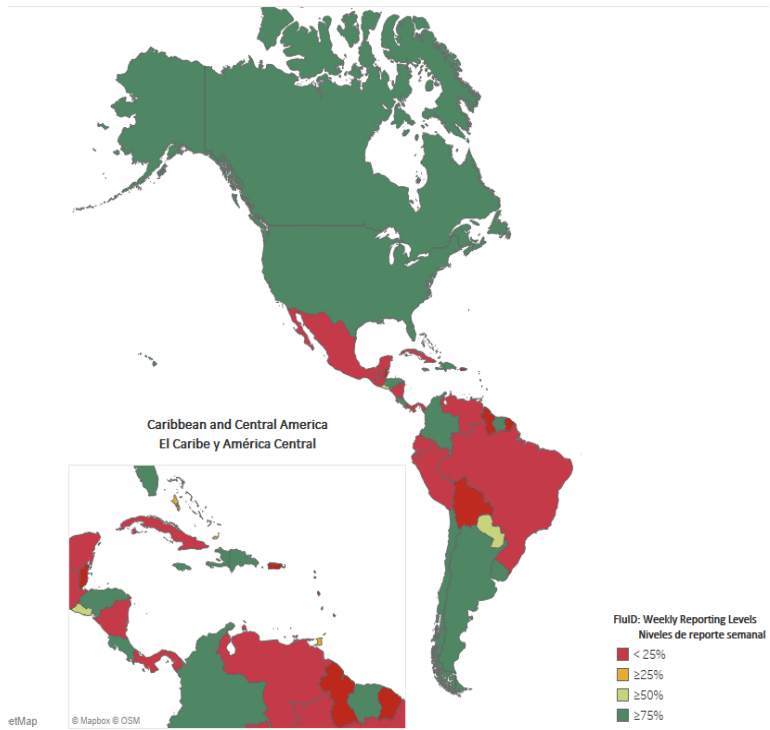 Caribbean and Central America
El Caribe y América Central
FluID: Weekly Reporting Levels
Niveles de reporte semanal
< 25%
≥25%
≥50%
≥75%
etMap
© Mapbox © OSM